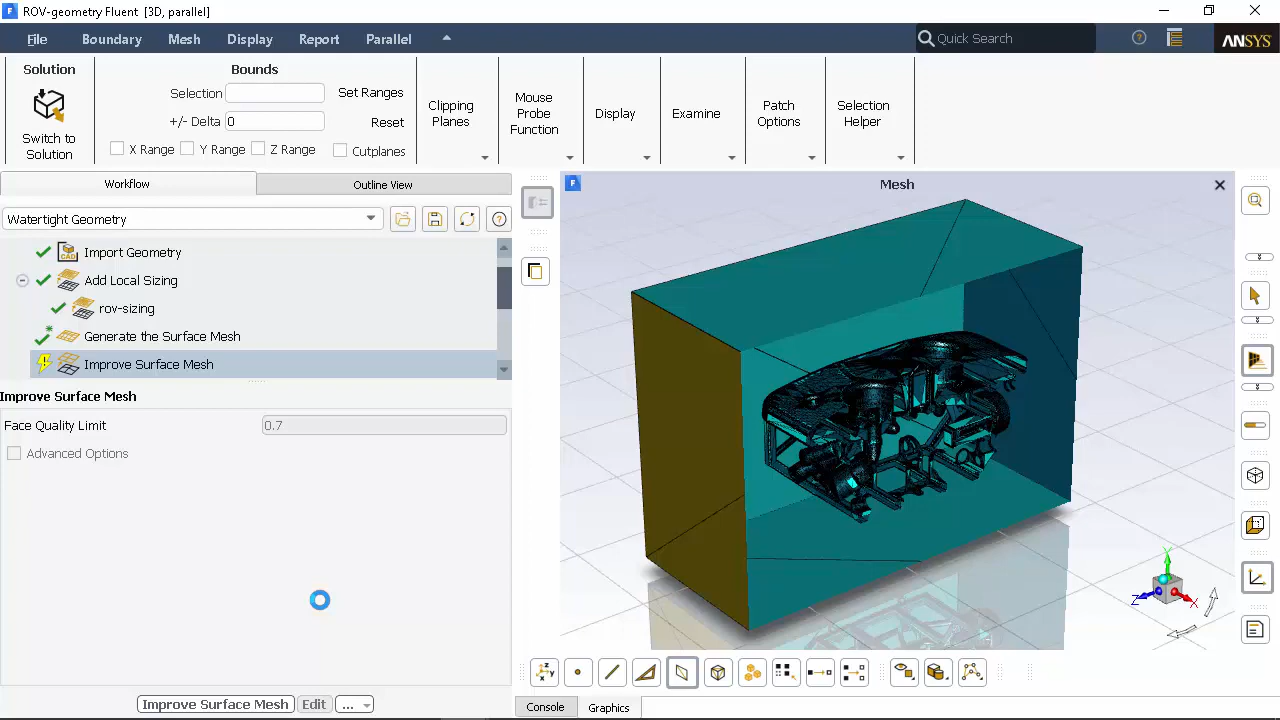 ROV-geometry Fluent [3D, parallel]
File Boundary Mesh Display Report Parallel Quick Search ANSYS
Solution
Switch to
Solution
Bounds
Selection Set Ranges
+/- Delta 0 Reset
X Range Y Range Z Range Cutplanes
Clipping
Planes
Mouse
Probe
Function
Display
Examine
Patch
Options
Selection
Helper
Workflow Outline View
Watertight Geometry
Import Geometry
Add Local Sizing
rov-sizing
Generate the Surface Mesh
Improve Surface Mesh
Improve Surface Mesh
Face Quality Limit 0.7
Advanced Options
Improve Surface Mesh Edit ...
Mesh
Y
Z X
Console Graphics